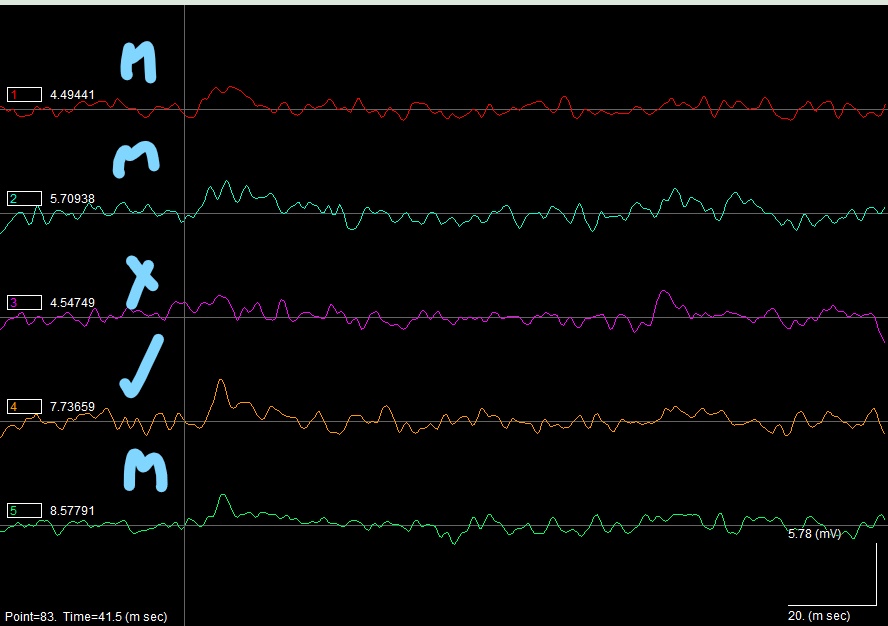 M
1 4.49441
M
2 5.70938
X
3 4.54749
✓
4 7.73659
M
5 8.57791
5.78 (mV)
Point=83. Time=41.5 (m sec)
20. (m sec)